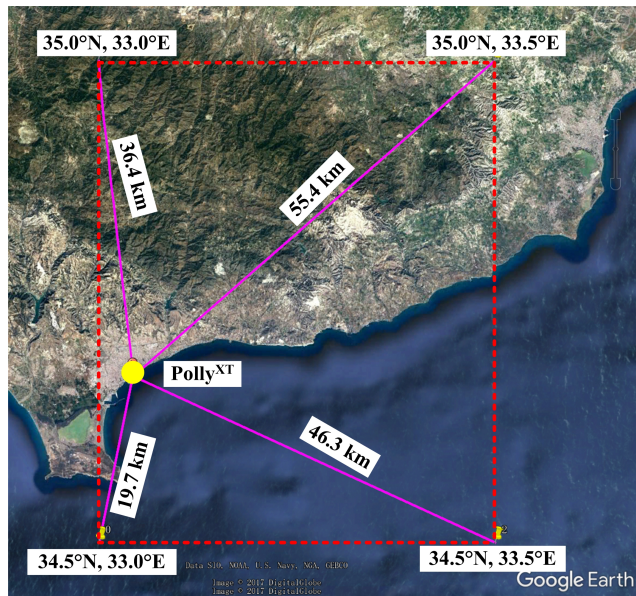 35.0°N, 33.0°E
35.0°N, 33.5°E
36.4 km
55.4 km
Polly^XT
46.3 km
19.7 km
34.5°N, 33.0°E
34.5°N, 33.5°E
Data SIO, NOAA, U.S. Navy, NGA, GEBCO
Image © 2017 DigitalGlobe
Image © 2017 DigitalGlobe
Google Earth